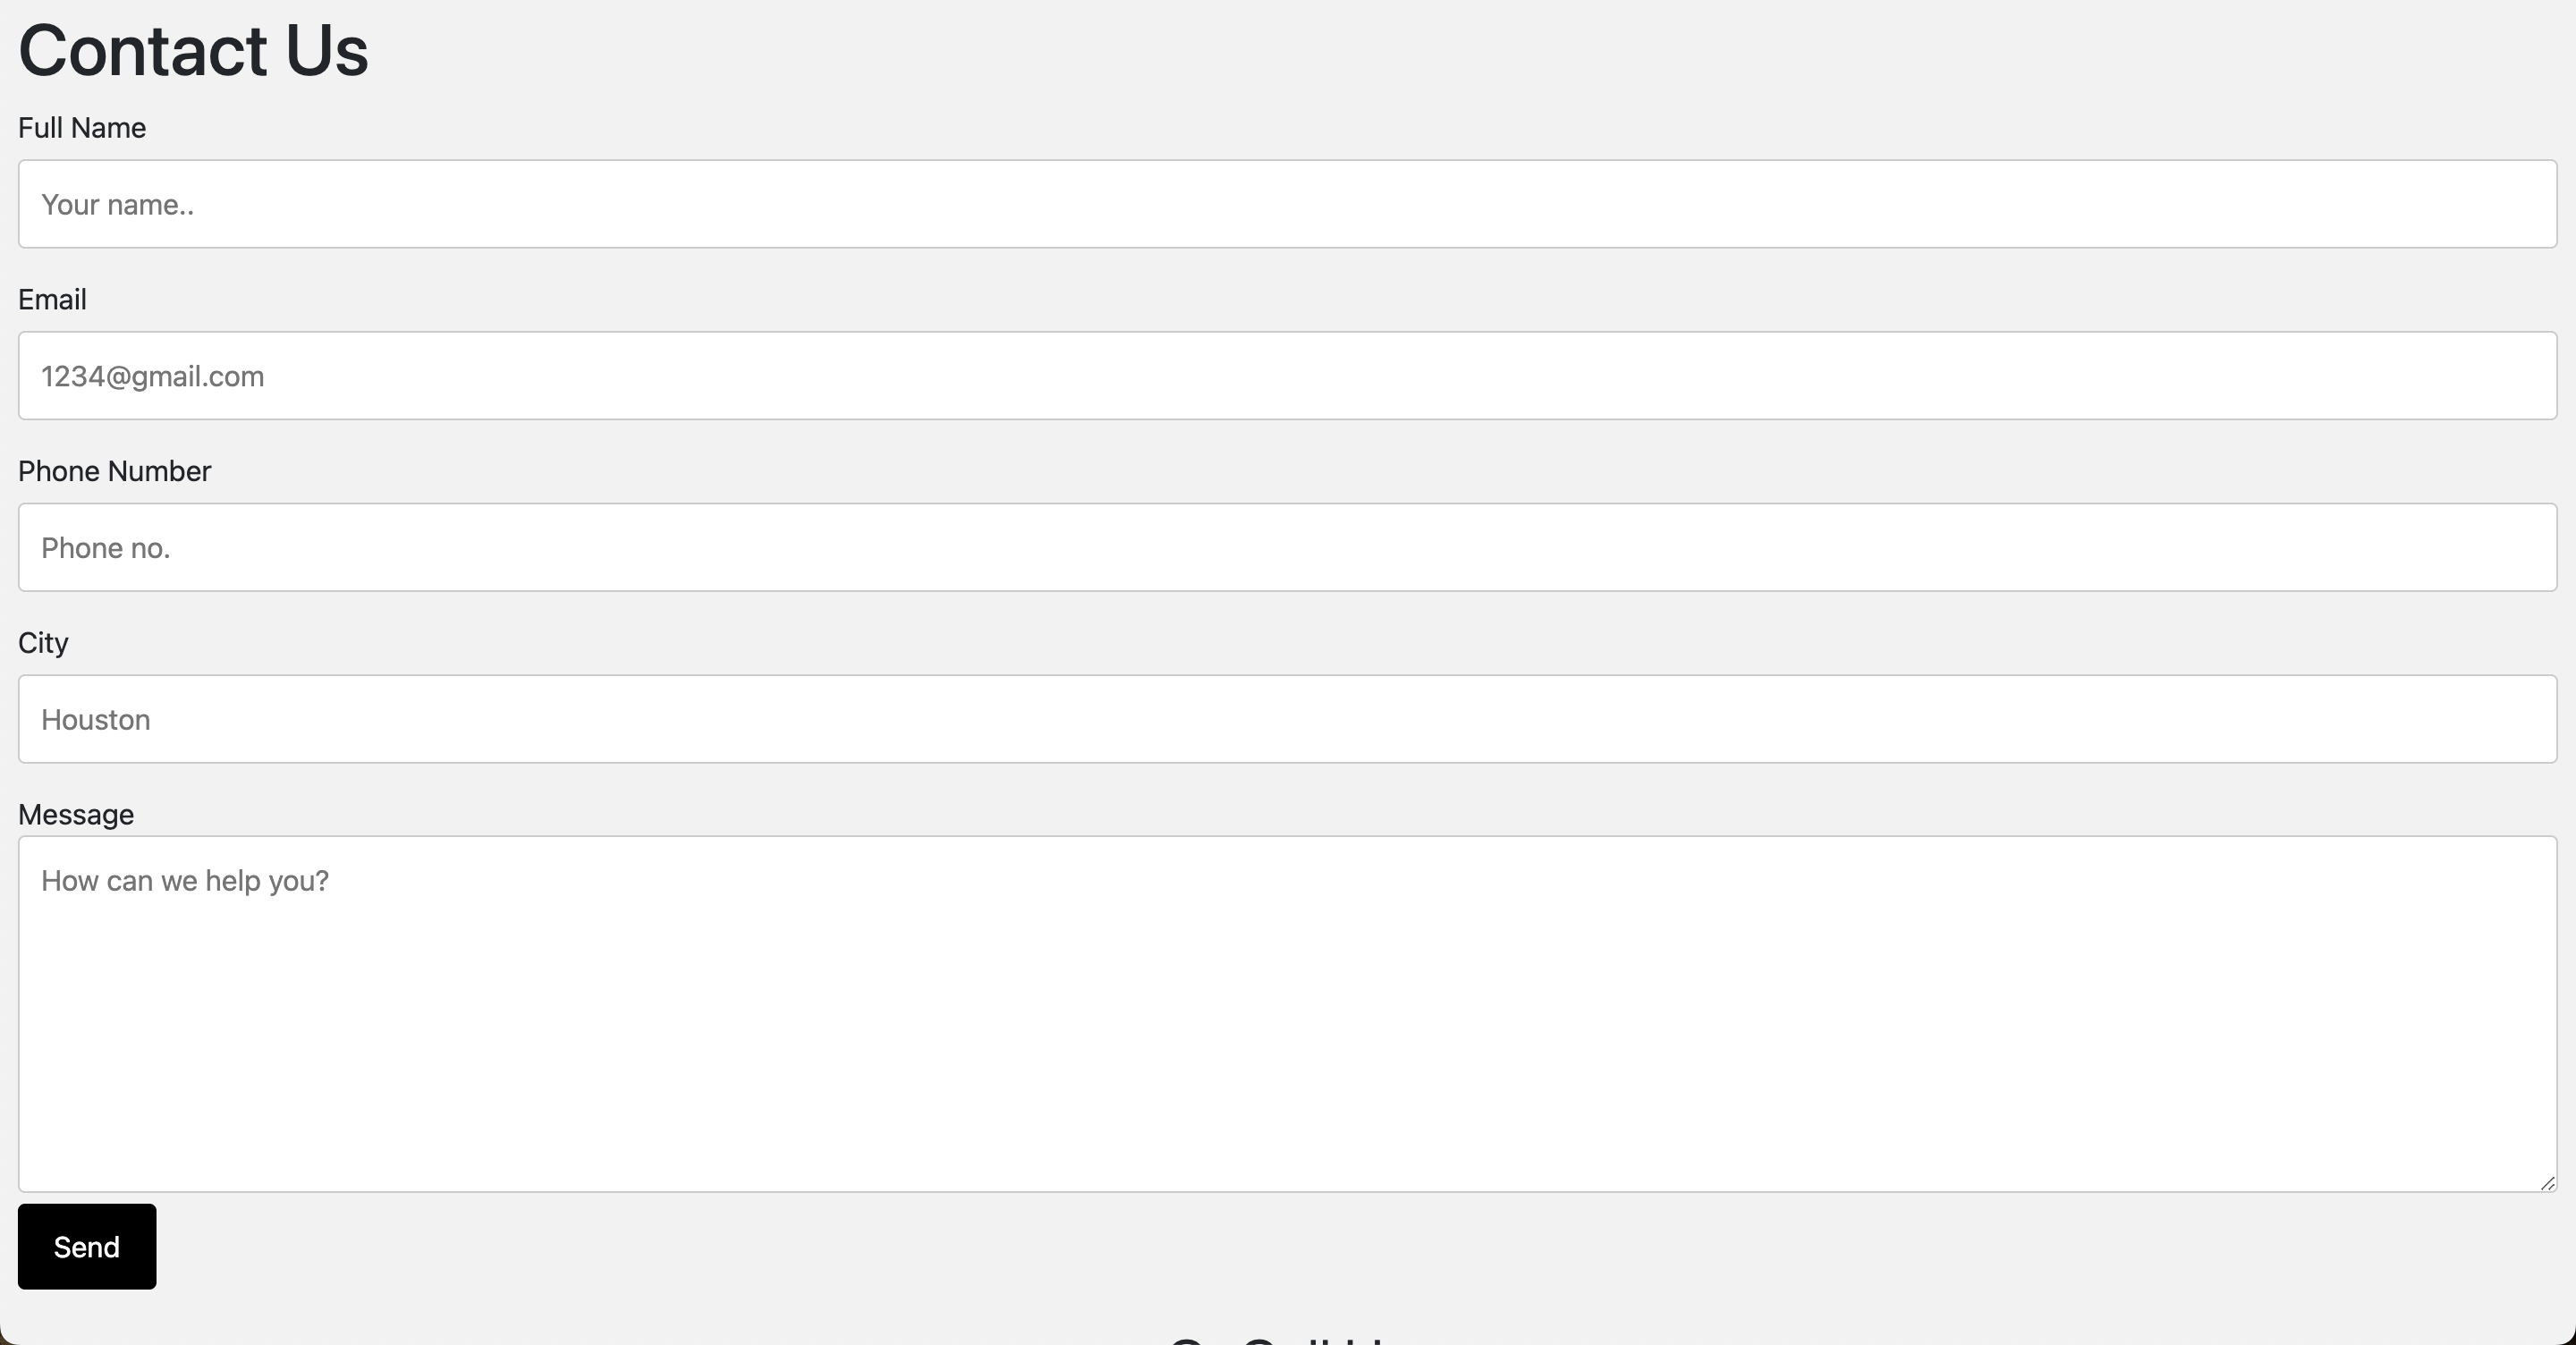 Contact Us
Full Name
Your name..
Email
1234@gmail.com
Phone Number
Phone no.
City
Houston
Message
How can we help you?
Send